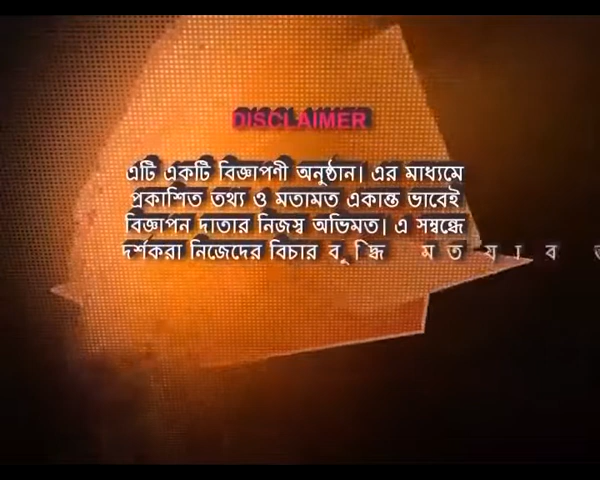 DISCLAIMER
এটি একটি বিজ্ঞাপণী অনুষ্ঠান। এর মাধ্যমে
প্রকাশিত তথ্য ও মতামত একান্ত ভাবেই
বিজ্ঞাপন দাতার নিজস্ব অভিমত। এ সম্বন্ধে
দর্শকরা নিজেদের বিচার বুদ্ধি